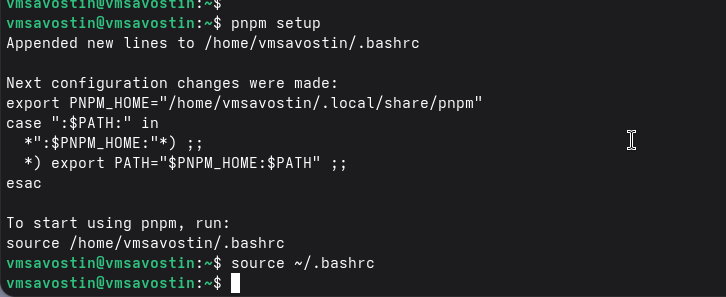 vmsavostin@vmsavostin:~$
vmsavostin@vmsavostin:~$ pnpm setup
Appended new lines to /home/vmsavostin/.bashrc

Next configuration changes were made:
export PNPM_HOME="/home/vmsavostin/.local/share/pnpm"
case ":$PATH:" in
  *":$PNPM_HOME:"*) ;;
  *) export PATH="$PNPM_HOME:$PATH" ;;
esac

To start using pnpm, run:
source /home/vmsavostin/.bashrc
vmsavostin@vmsavostin:~$ source ~/.bashrc
vmsavostin@vmsavostin:~$